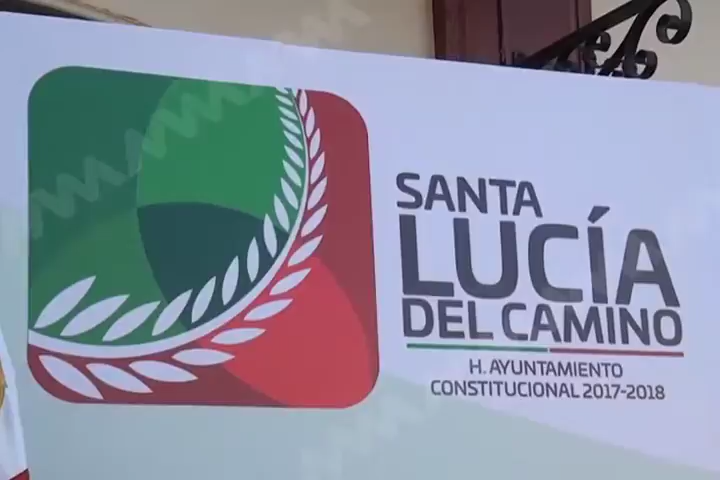 SANTA
LUCÍA
DEL CAMINO
H. AYUNTAMIENTO
CONSTITUCIONAL 2017-2018